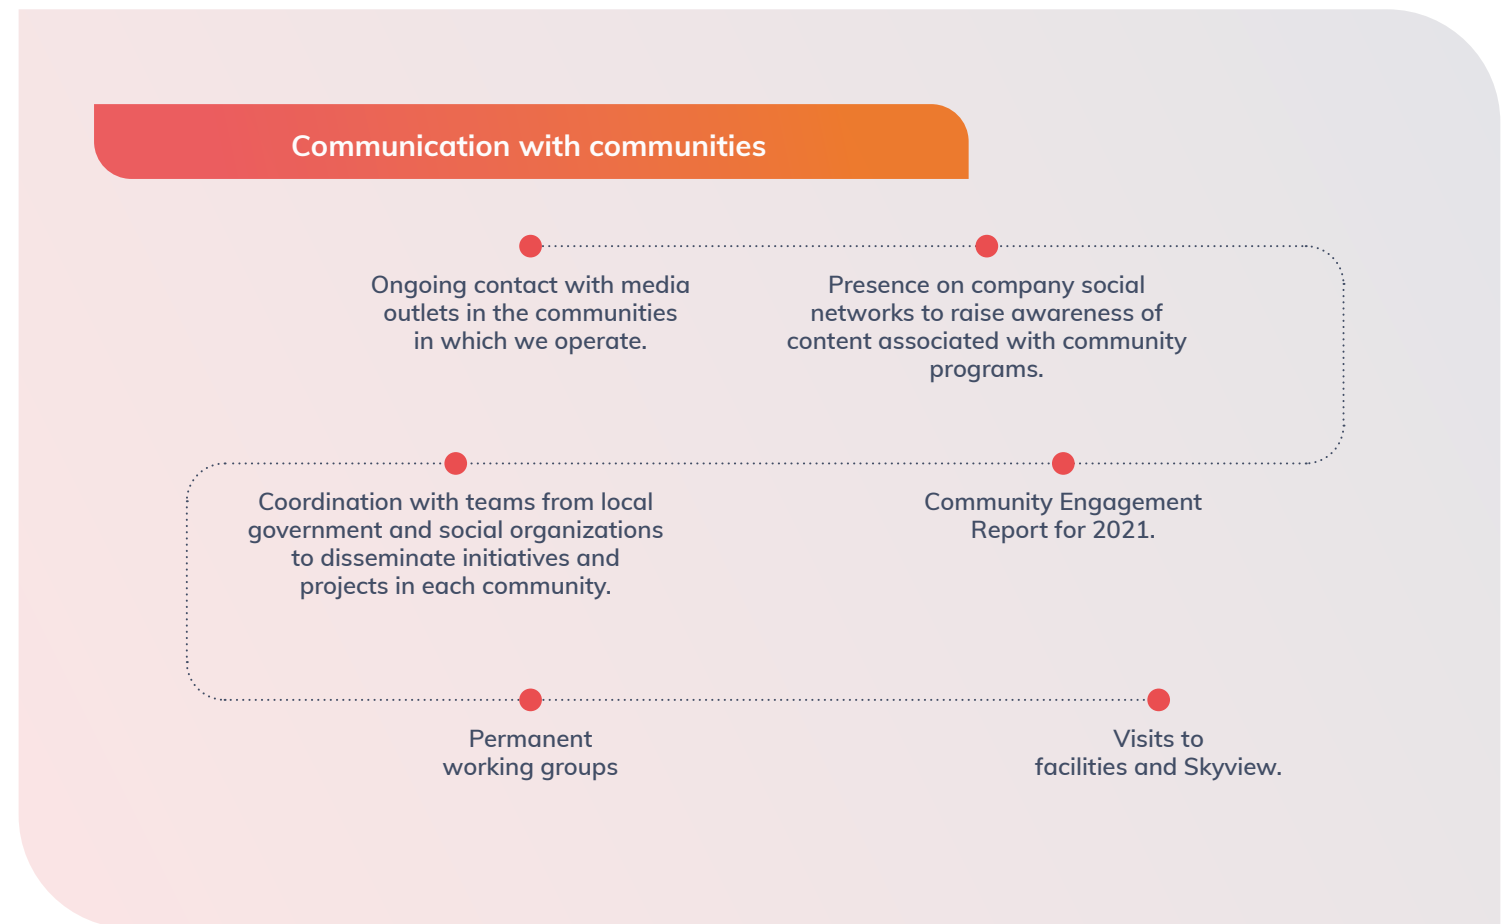 Communication with communities
Ongoing contact with media
outlets in the communities
in which we operate.
Presence on company social
networks to raise awareness of
content associated with community
programs.
Coordination with teams from local
government and social organizations
to disseminate initiatives and
projects in each community.
Community Engagement
Report for 2021.
Permanent
working groups
Visits to
facilities and Skyview.